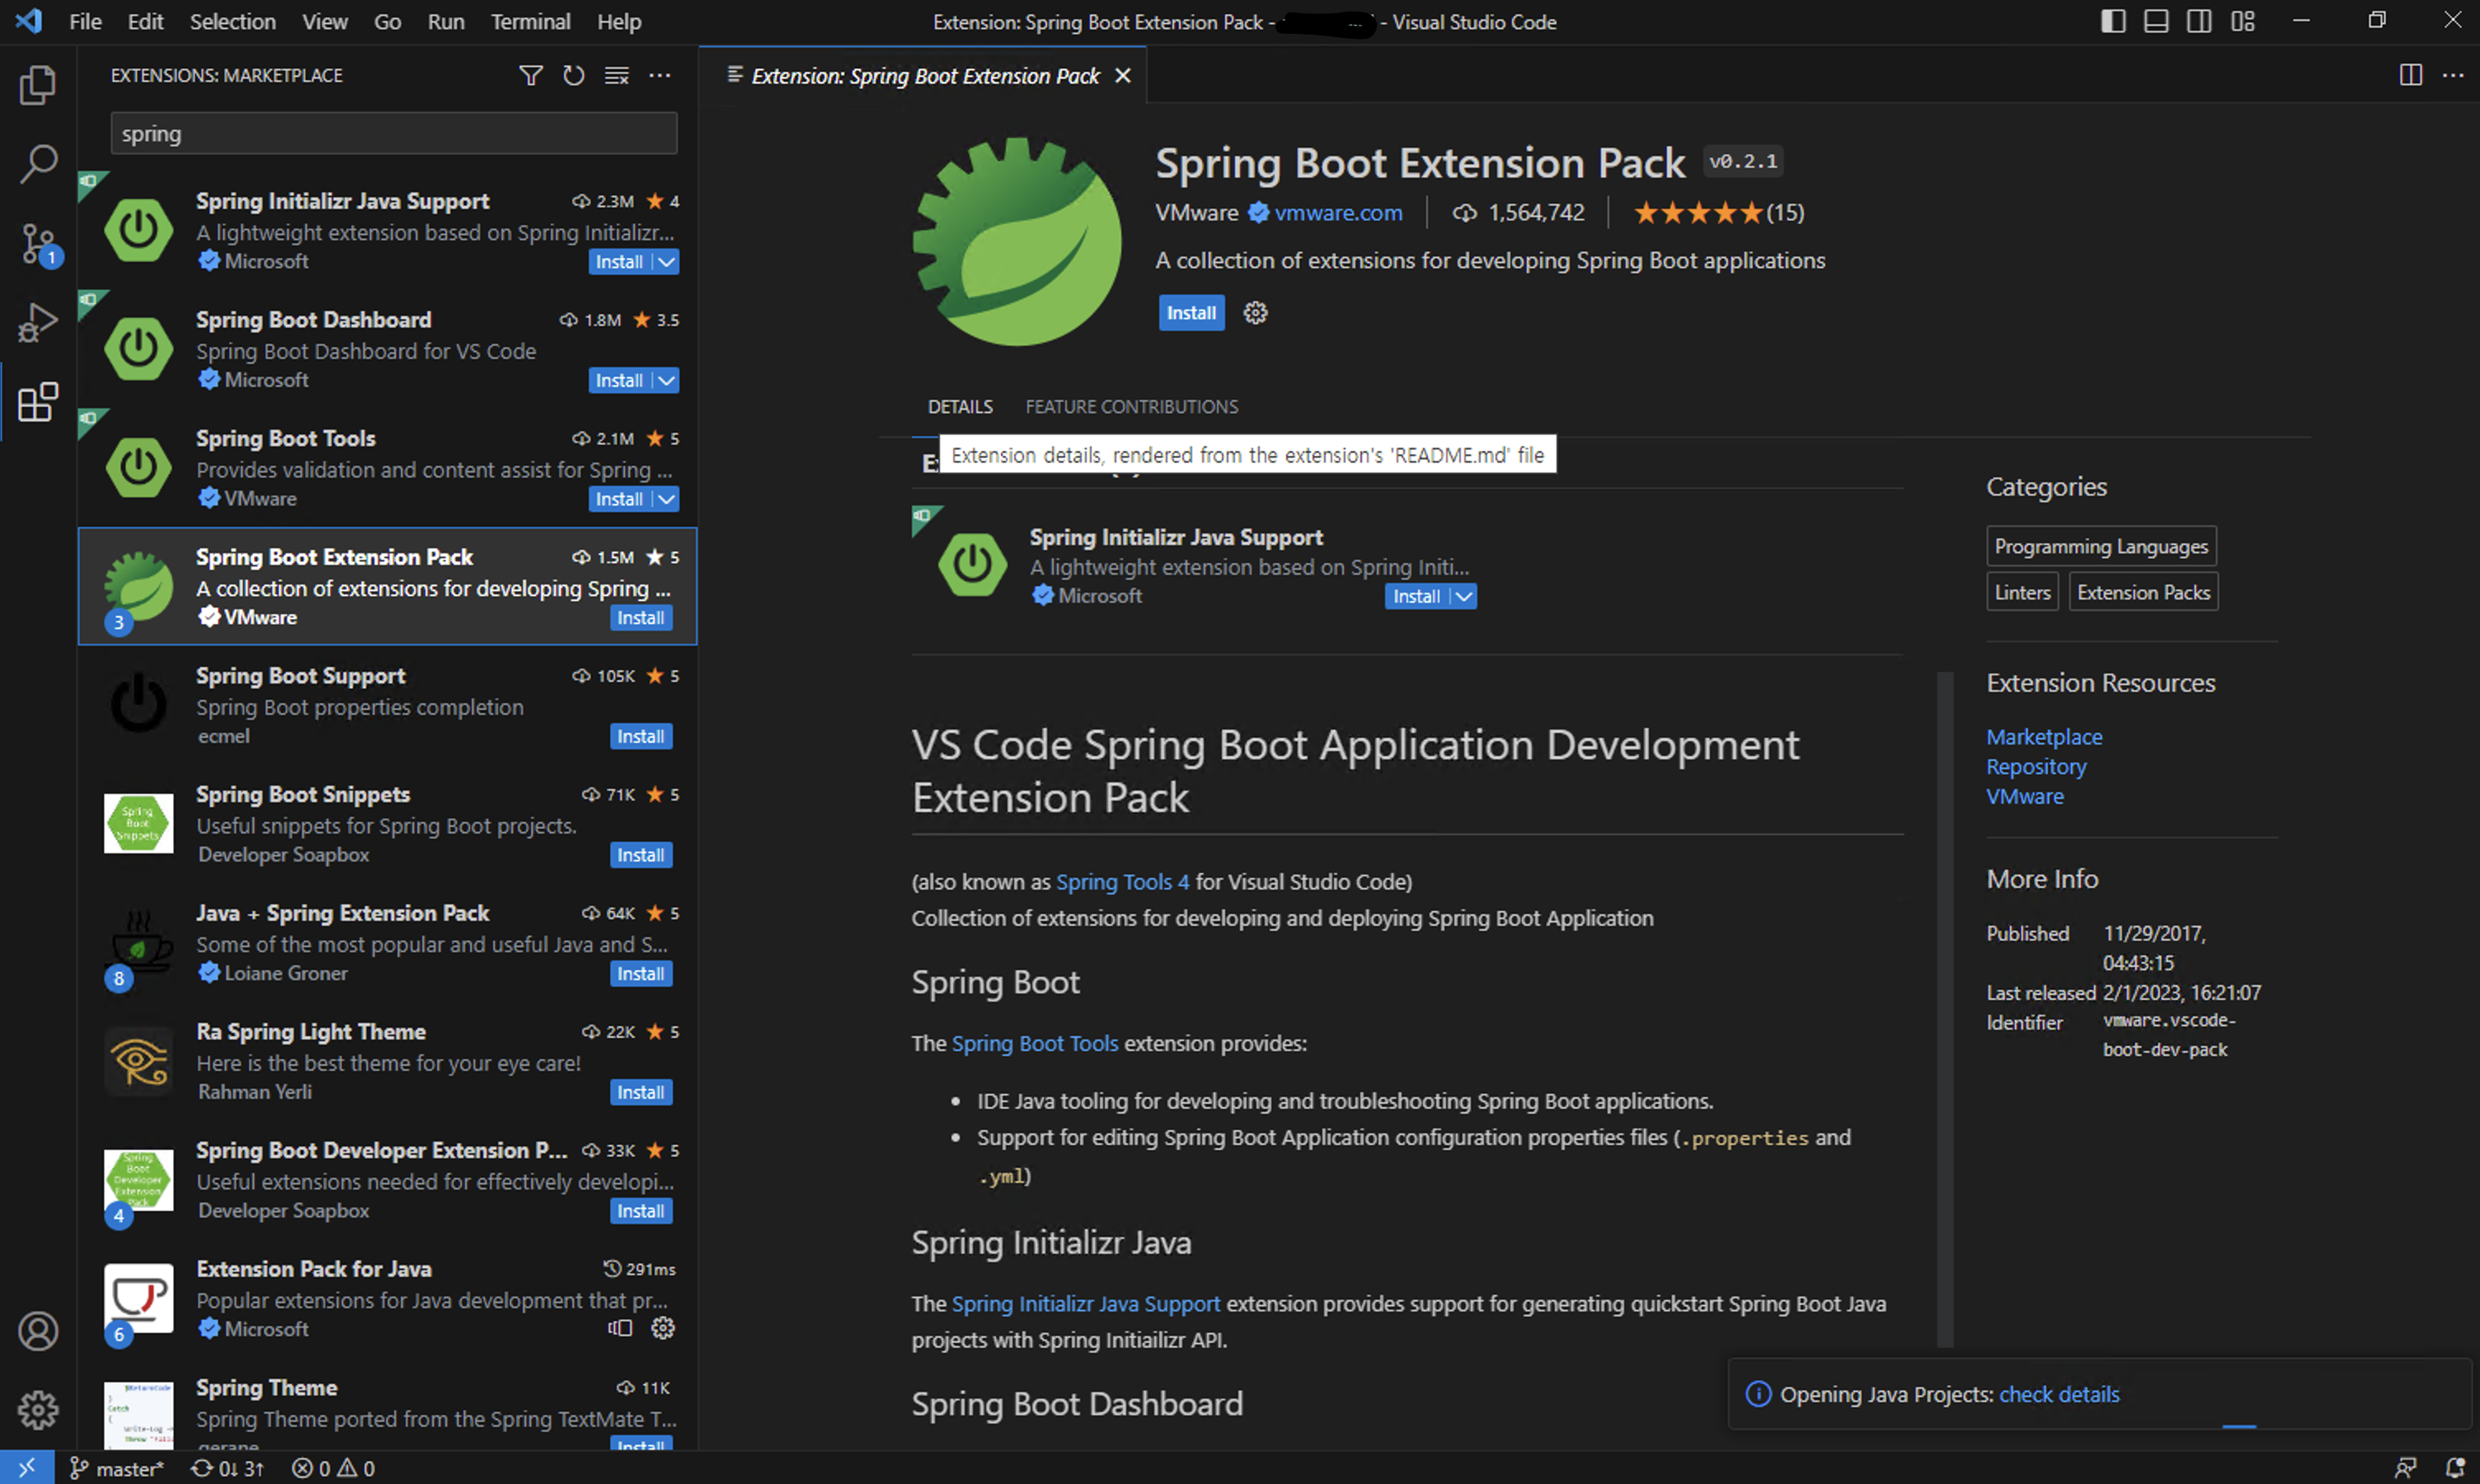 File Edit Selection View Go Run Terminal Help
Extension: Spring Boot Extension Pack - - Visual Studio Code
EXTENSIONS: MARKETPLACE
spring
Spring Initializr Java Support 2.3M ★ 4
A lightweight extension based on Spring Initializr...
Microsoft Install
Spring Boot Dashboard 1.8M ★ 3.5
Spring Boot Dashboard for VS Code
Microsoft Install
Spring Boot Tools 2.1M ★ 5
Provides validation and content assist for Spring ...
VMware Install
Spring Boot Extension Pack 1.5M ★ 5
A collection of extensions for developing Spring ...
3 VMware Install
Spring Boot Support 105K ★ 5
Spring Boot properties completion
ecmel Install
Spring Boot Snippets 71K ★ 5
Useful snippets for Spring Boot projects.
Developer Soapbox Install
Spring
Boot
Snippets
Java + Spring Extension Pack 64K ★ 5
Some of the most popular and useful Java and S...
8 Loiane Groner Install
Ra Spring Light Theme 22K ★ 5
Here is the best theme for your eye care!
Rahman Yerli Install
Spring Boot Developer Extension P... 33K ★ 5
Useful extensions needed for effectively developi...
4 Developer Soapbox Install
Spring
Boot
Developer
Extension
Pack
Extension Pack for Java 291ms
Popular extensions for Java development that pr...
6 Microsoft
Spring Theme 11K
Spring Theme ported from the Spring TextMate T...
qerane Install
1
Extension: Spring Boot Extension Pack
Spring Boot Extension Pack v0.2.1
VMware vmware.com 1,564,742 ★★★★★(15)
A collection of extensions for developing Spring Boot applications
Install
DETAILS FEATURE CONTRIBUTIONS
Extension details, rendered from the extension's 'README.md' file
Spring Initializr Java Support
A lightweight extension based on Spring Initi...
Microsoft Install
VS Code Spring Boot Application Development
Extension Pack
(also known as Spring Tools 4 for Visual Studio Code)
Collection of extensions for developing and deploying Spring Boot Application
Spring Boot
The Spring Boot Tools extension provides:
• IDE Java tooling for developing and troubleshooting Spring Boot applications.
• Support for editing Spring Boot Application configuration properties files (.properties and
.yml)
Spring Initializr Java
The Spring Initializr Java Support extension provides support for generating quickstart Spring Boot Java
projects with Spring Initiailizr API.
Spring Boot Dashboard
Categories
Programming Languages
Linters Extension Packs
Extension Resources
Marketplace
Repository
VMware
More Info
Published 11/29/2017,
04:43:15
Last released 2/1/2023, 16:21:07
Identifier vmware.vscode-
boot-dev-pack
Opening Java Projects: check details
master* 0↓ 3↑ 0 0